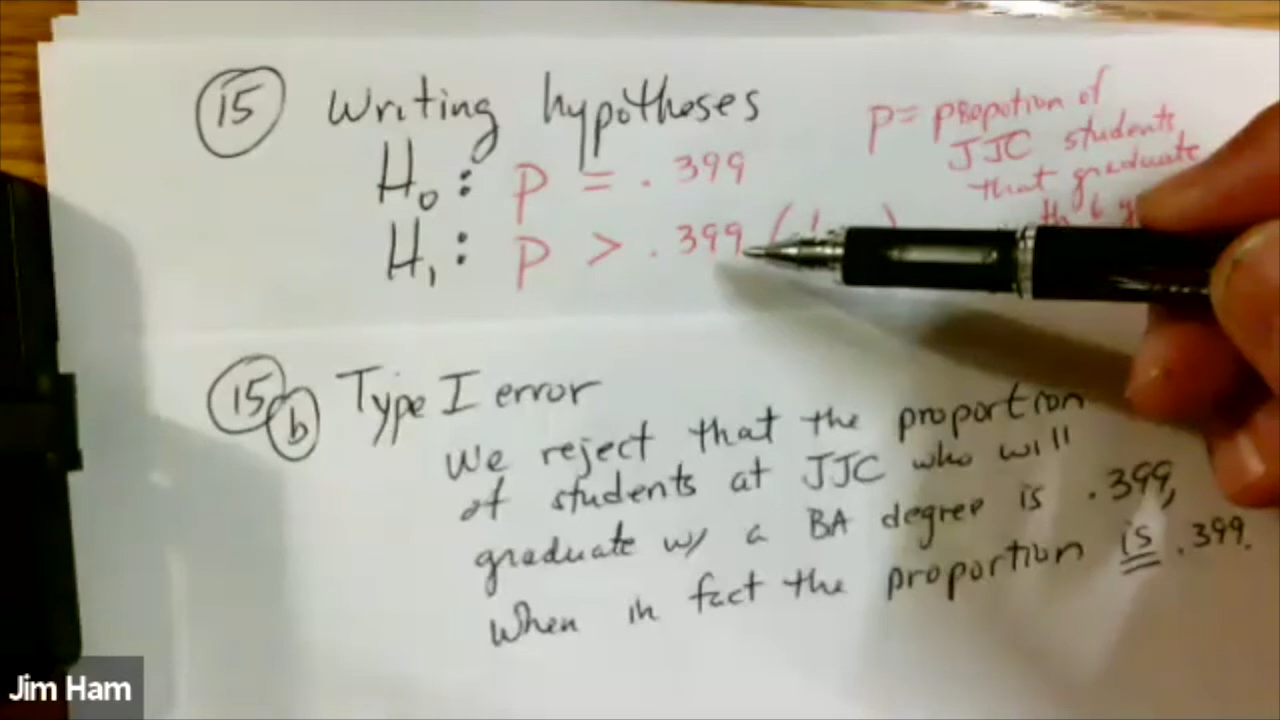 15 Writing hypotheses
H₀: P = .399
H₁: P > .399
P = propotion of
JJC students
that graduate
15 b Type I error
We reject that the proportion
of students at JJC who will
graduate w/ a BA degree is .399,
When in fact the proportion is .399.
Jim Ham